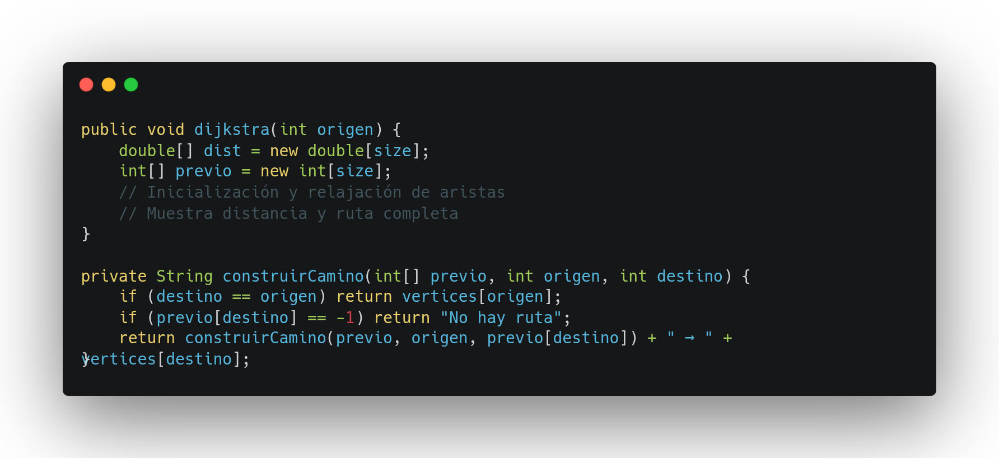 public void dijkstra(int origen) {
    double[] dist = new double[size];
    int[] previo = new int[size];
    // Inicialización y relajación de aristas
    // Muestra distancia y ruta completa
}

private String construirCamino(int[] previo, int origen, int destino) {
    if (destino == origen) return vertices[origen];
    if (previo[destino] == -1) return "No hay ruta";
    return construirCamino(previo, origen, previo[destino]) + " → " +
vertices[destino];
}